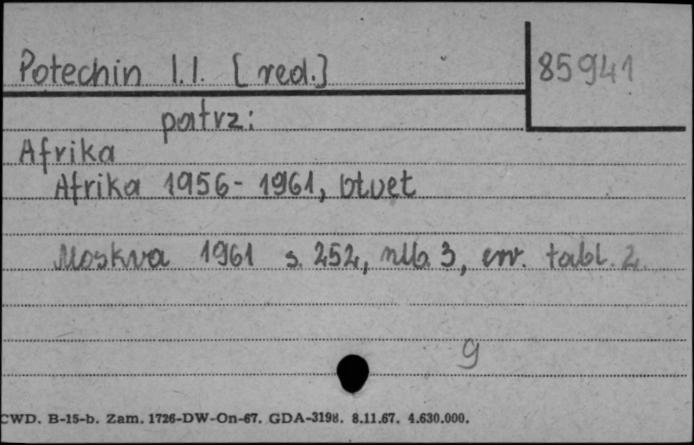 Potechin I.I. [red.] 85941
patrz:
Afrika
Afrika 1956-1961, otvet
Moskva 1961 s. 252, nlb. 3, err. tabl. 2.
9
CWD. B-15-b. Zam. 1726-DW-On-67. GDA-3198. 8.11.67. 4.630.000.